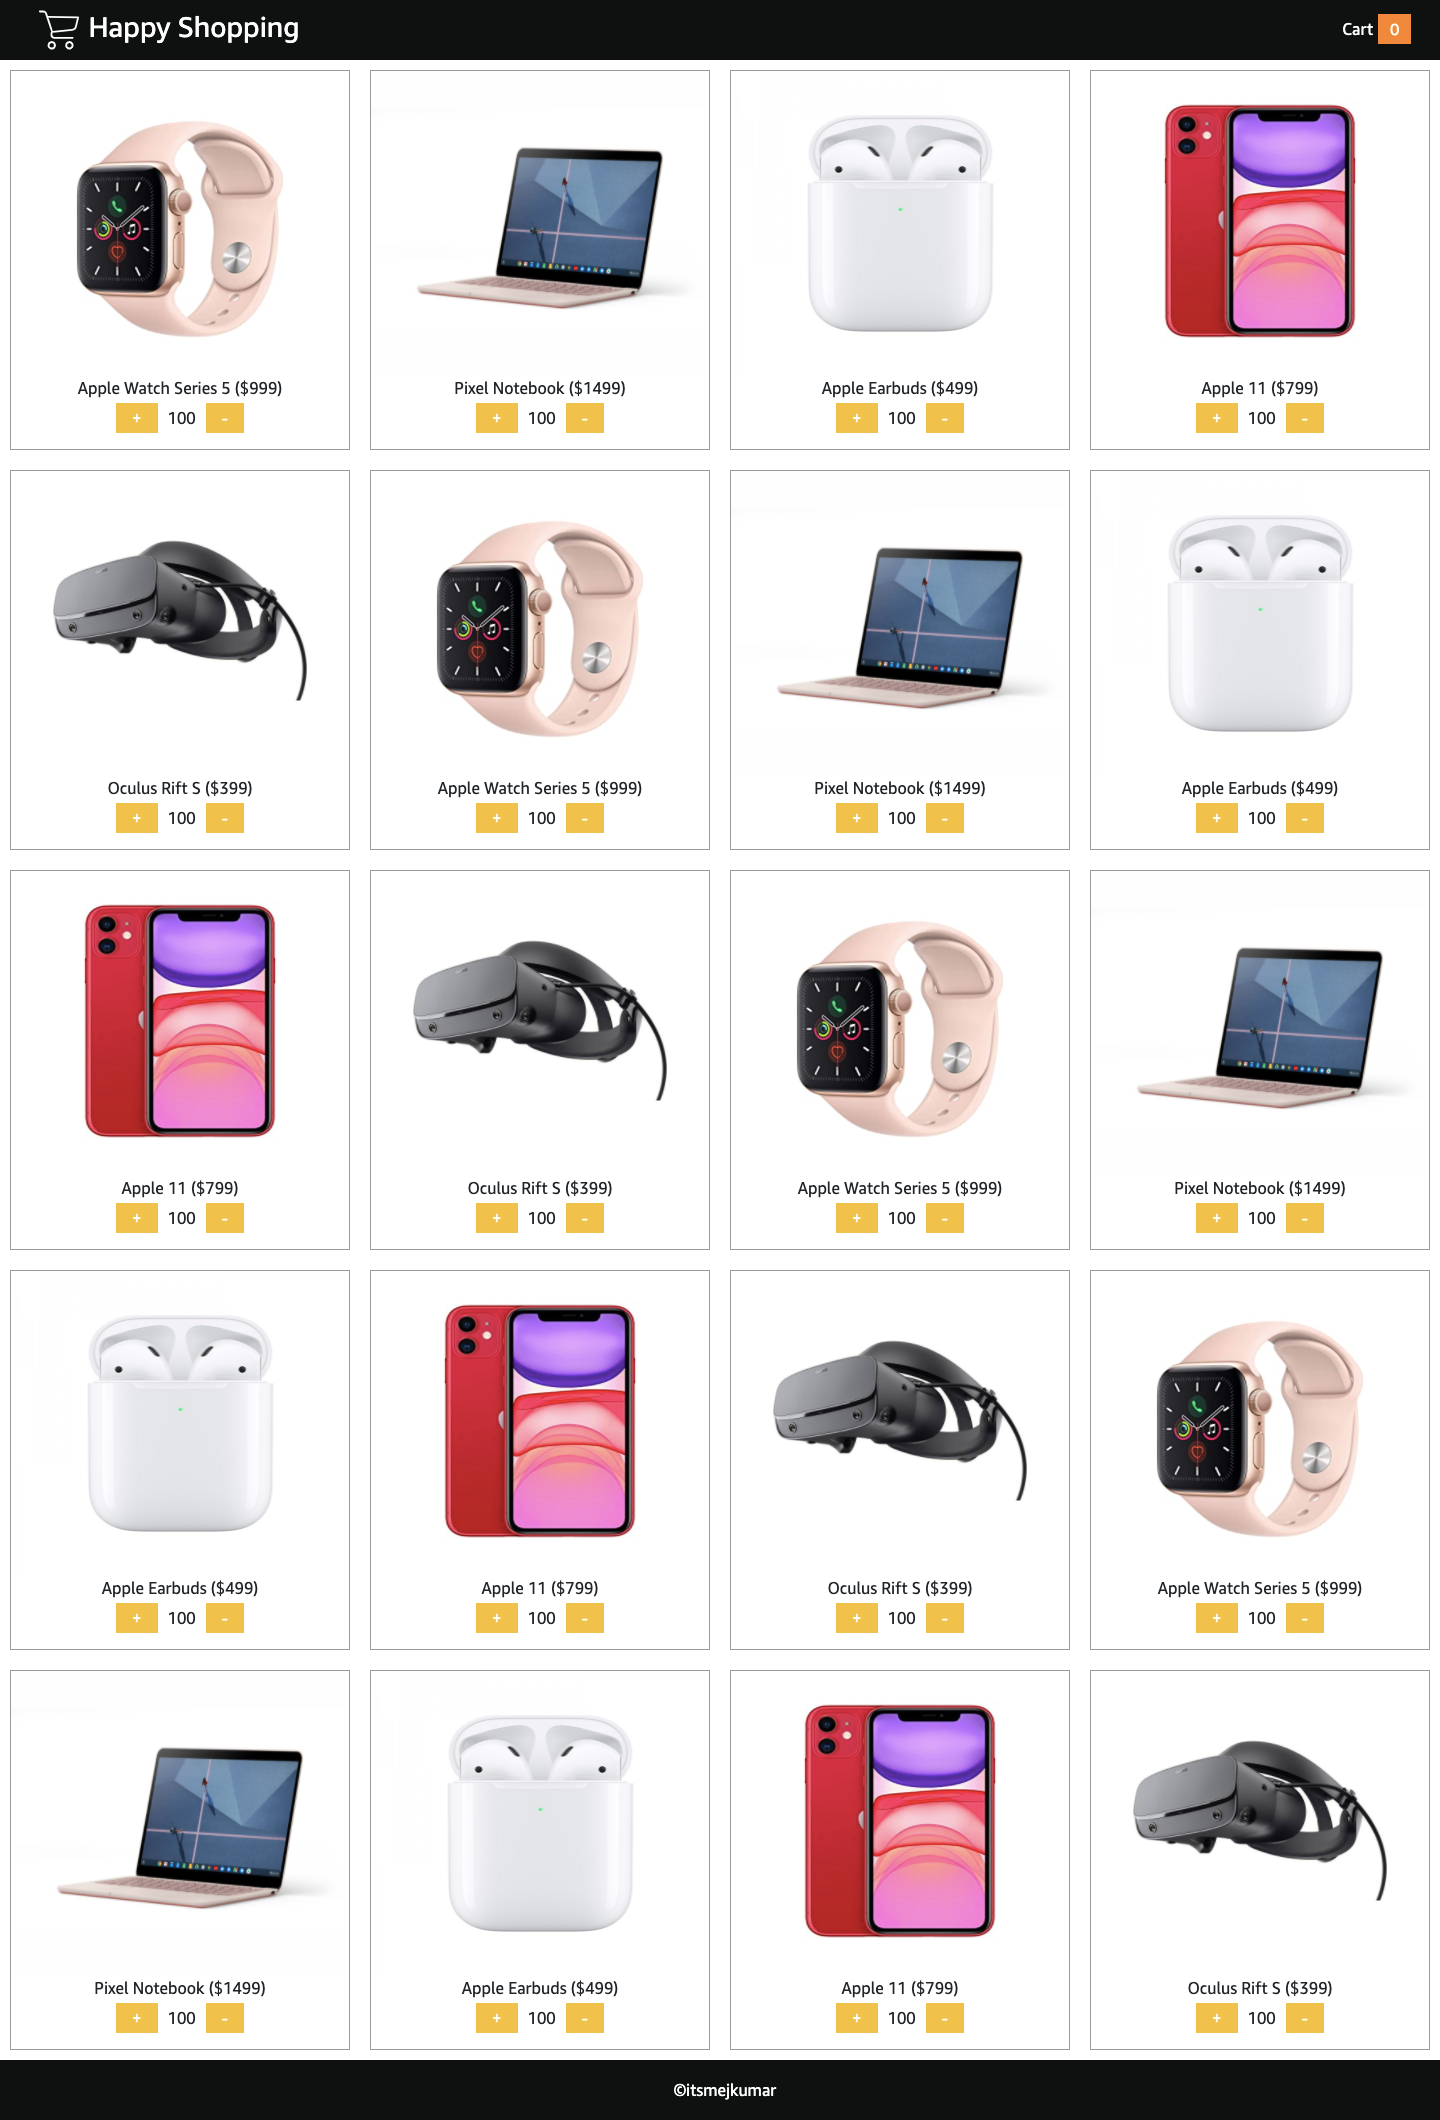 Happy Shopping
Cart 0
Apple Watch Series 5 ($999)
+ 100 -
Pixel Notebook ($1499)
+ 100 -
Apple Earbuds ($499)
+ 100 -
Apple 11 ($799)
+ 100 -
Oculus Rift S ($399)
+ 100 -
Apple Watch Series 5 ($999)
+ 100 -
Pixel Notebook ($1499)
+ 100 -
Apple Earbuds ($499)
+ 100 -
Apple 11 ($799)
+ 100 -
Oculus Rift S ($399)
+ 100 -
Apple Watch Series 5 ($999)
+ 100 -
Pixel Notebook ($1499)
+ 100 -
Apple Earbuds ($499)
+ 100 -
Apple 11 ($799)
+ 100 -
Oculus Rift S ($399)
+ 100 -
Apple Watch Series 5 ($999)
+ 100 -
Pixel Notebook ($1499)
+ 100 -
Apple Earbuds ($499)
+ 100 -
Apple 11 ($799)
+ 100 -
Oculus Rift S ($399)
+ 100 -
©itsmejkumar